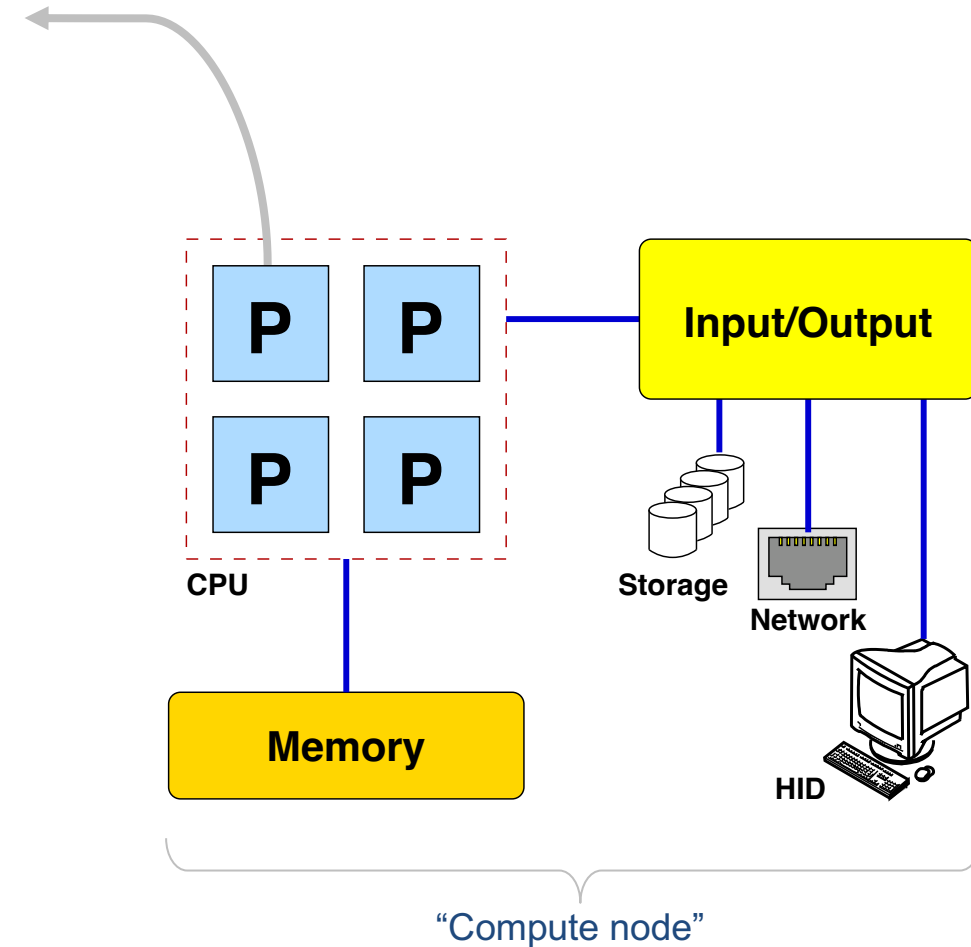 P
P
Input/Output
P
P
CPU
Storage
Network
Memory
HID
“Compute node”